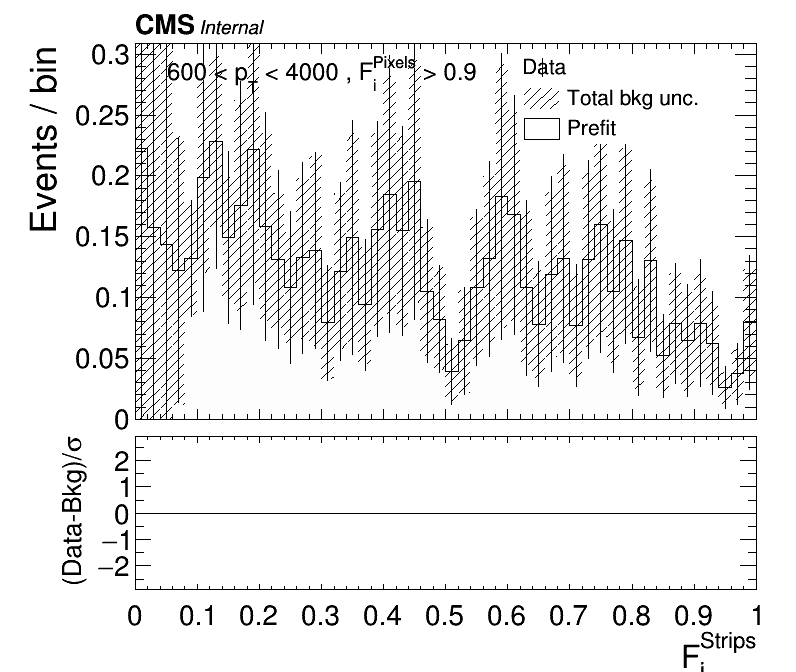 CMS Internal
600 < p_T < 4000 , F_i^Pixels > 0.9
Data
Total bkg unc.
Prefit
Events / bin
0.3
0.25
0.2
0.15
0.1
0.05
0
(Data-Bkg)/σ
2
1
0
−1
−2
0 0.1 0.2 0.3 0.4 0.5 0.6 0.7 0.8 0.9 1
F_i^Strips